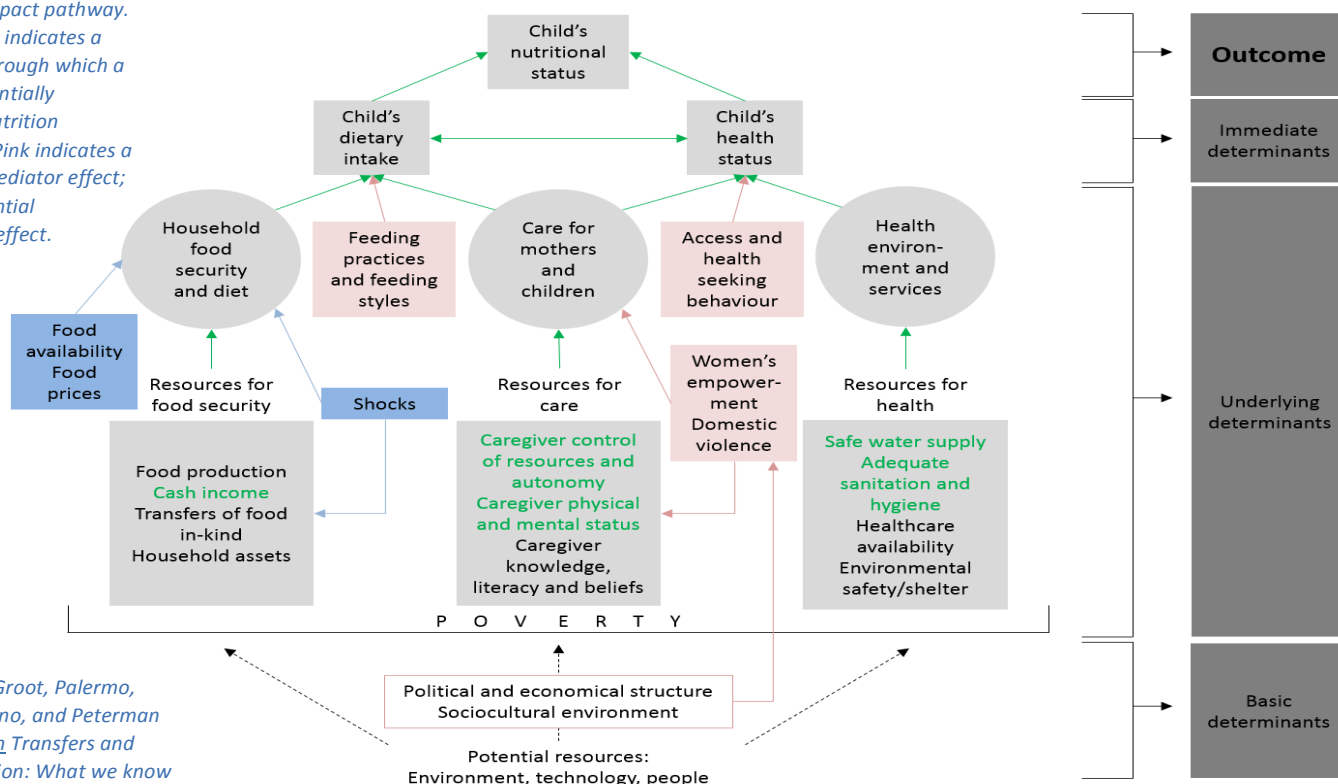 pact pathway.
indicates a
rough which a
entially
utrition
Pink indicates a
ediator effect;
ential
effect.
Child's
nutritional
status
Outcome
Child's
dietary
intake
Child's
health
status
Immediate
determinants
Household
food
security
and diet
Feeding
practices
and feeding
styles
Care for
mothers
and
children
Access and
health
seeking
behaviour
Health
environ-
ment and
services
Food
availability
Food
prices
Resources for
food security
Shocks
Resources for
care
Women's
empower-
ment
Domestic
violence
Resources for
health
Underlying
determinants
Food production
Cash income
Transfers of food
in-kind
Household assets
Caregiver control
of resources and
autonomy
Caregiver physical
and mental status
Caregiver
knowledge,
literacy and beliefs
Safe water supply
Adequate
sanitation and
hygiene
Healthcare
availability
Environmental
safety/shelter
P O V E R T Y
Political and economical structure
Sociocultural environment
Potential resources:
Environment, technology, people
Basic
determinants
Groot, Palermo,
no, and Peterman
Transfers and
ion: What we know